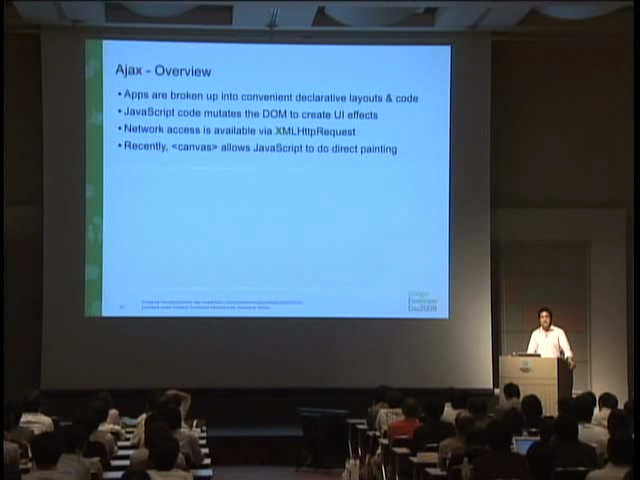 Ajax - Overview
• Apps are broken up into convenient declarative layouts & code
• JavaScript code mutates the DOM to create UI effects
• Network access is available via XMLHttpRequest
• Recently, <canvas> allows JavaScript to do direct painting
Google
Developer
Day2009